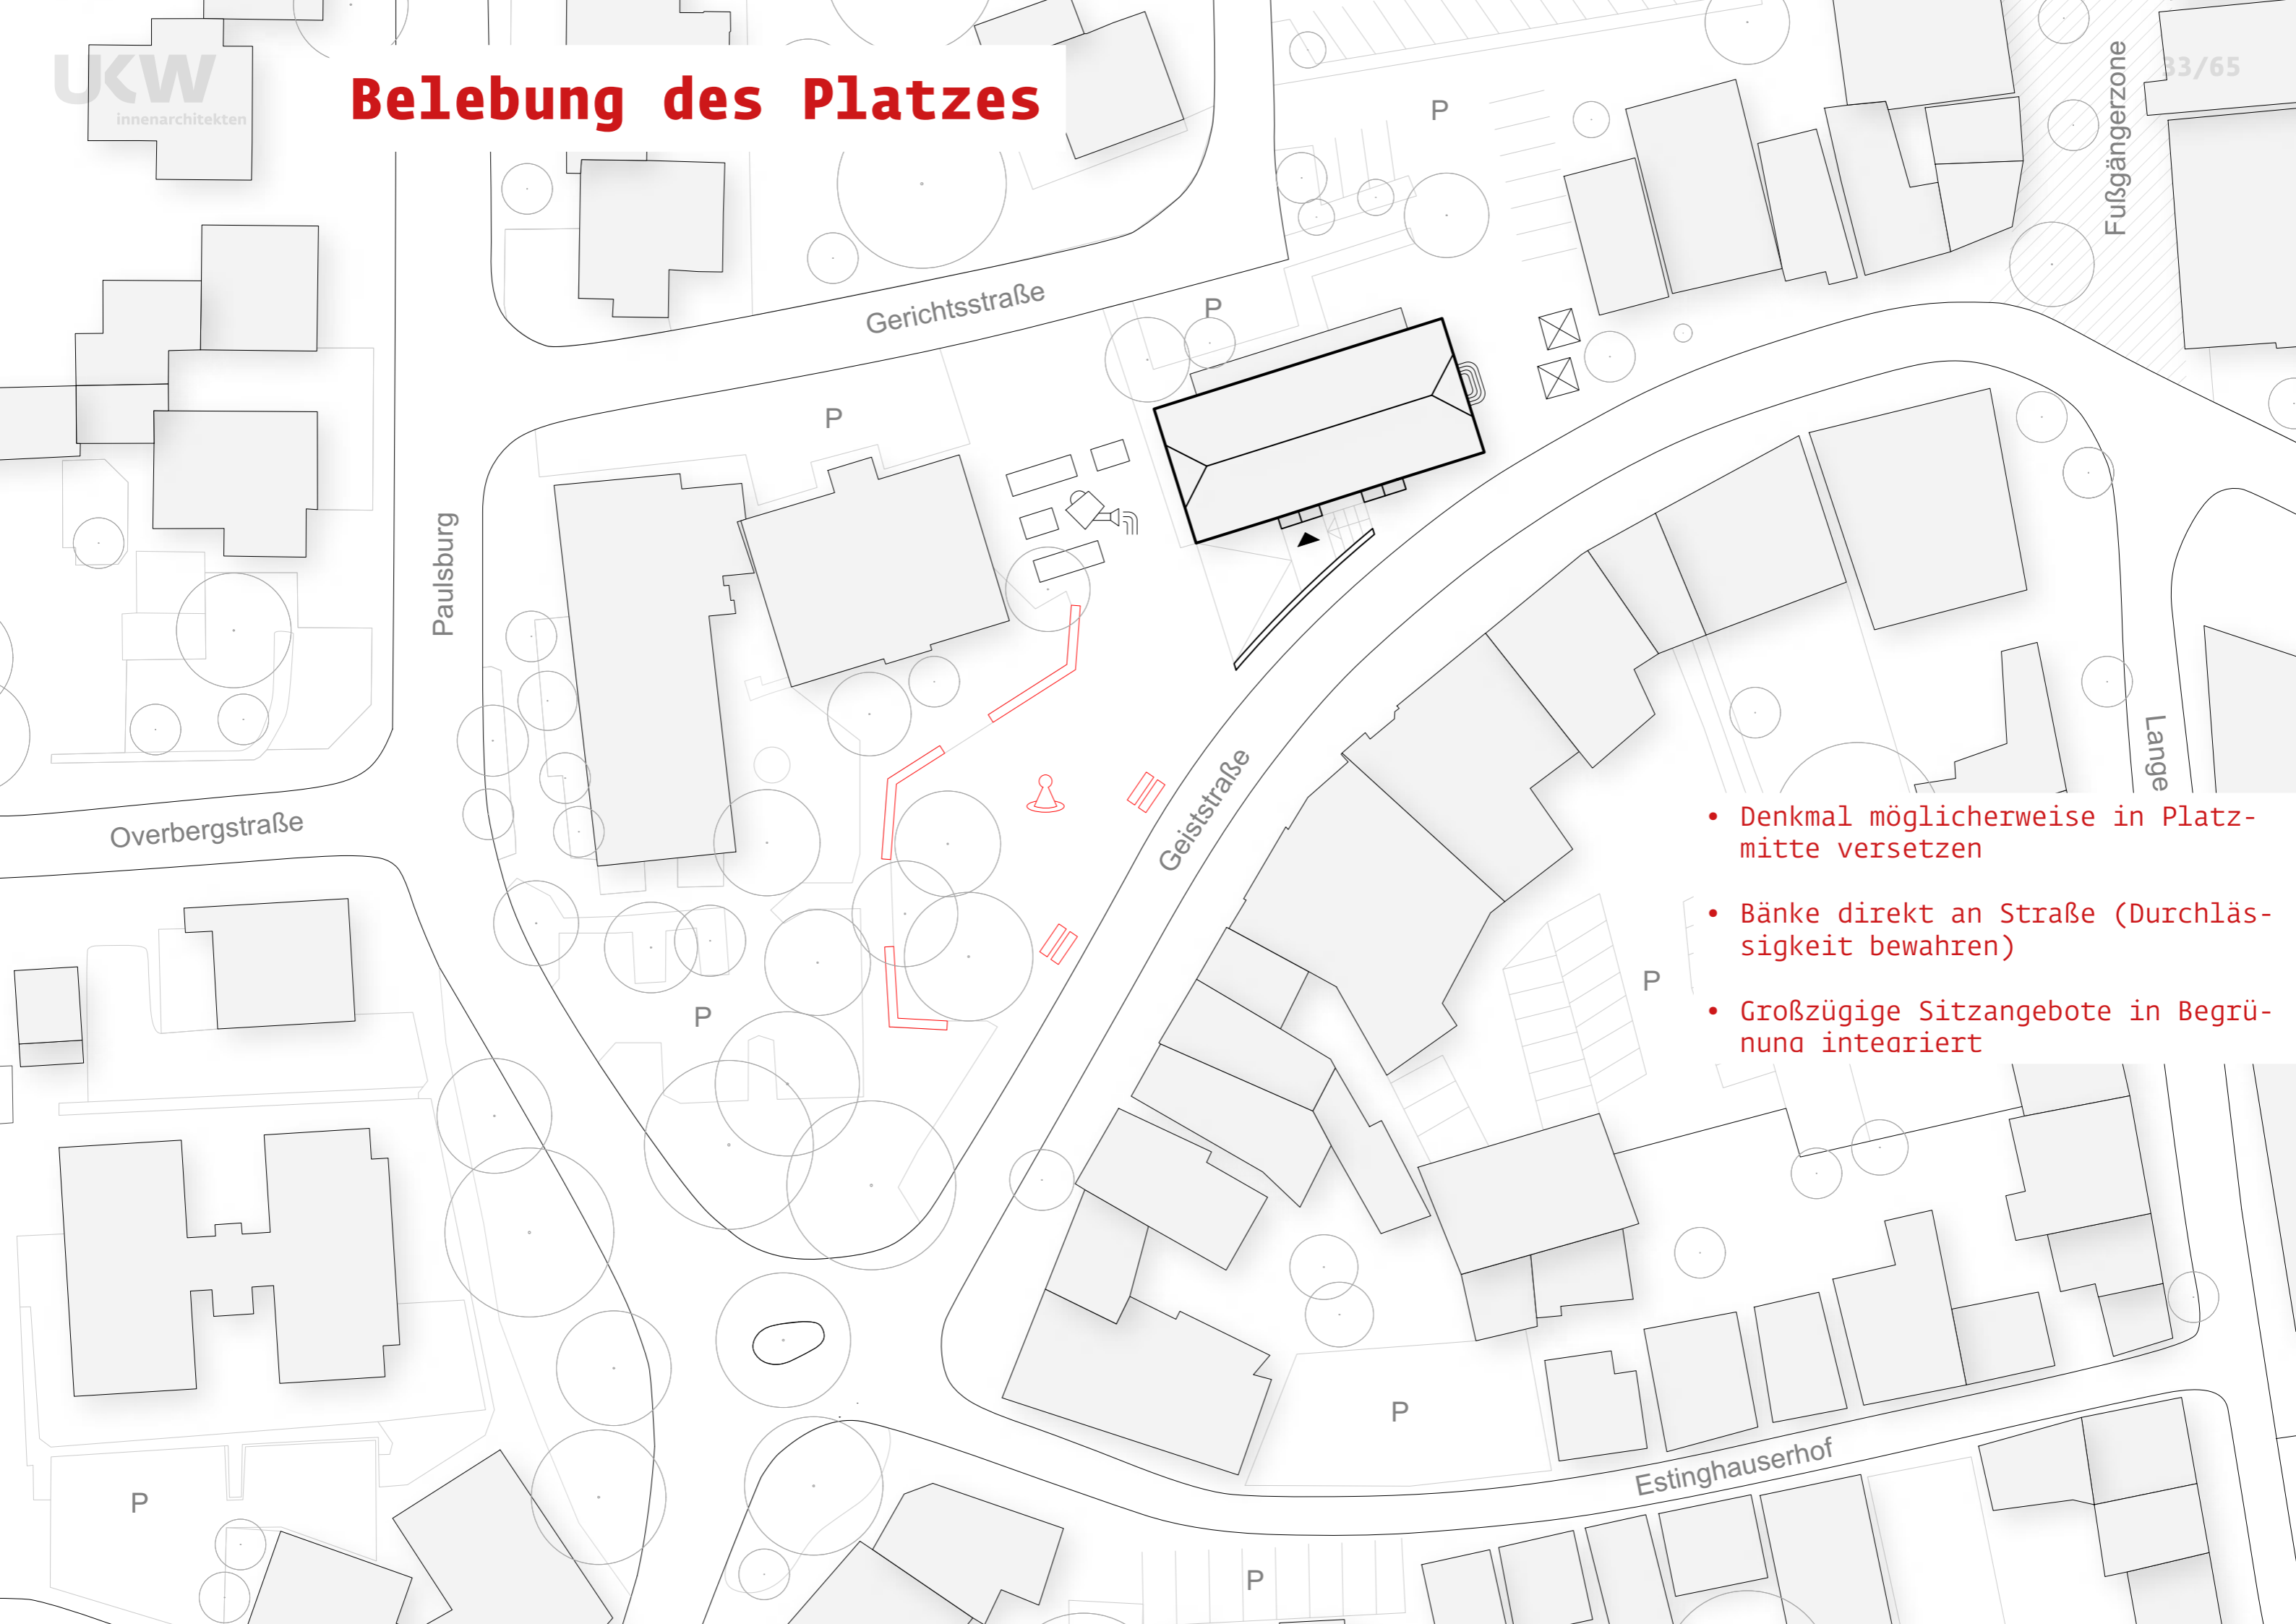 UKW
innenarchitekten
Belebung des Platzes
33/65
Fußgängerzone
P
Gerichtsstraße
P
P
Paulsburg
Overbergstraße
Geiststraße
Lange
• Denkmal möglicherweise in Platz-
mitte versetzen
• Bänke direkt an Straße (Durchläs-
sigkeit bewahren)
• Großzügige Sitzangebote in Begrü-
nung integriert
P
P
P
Estinghauserhof
P
P